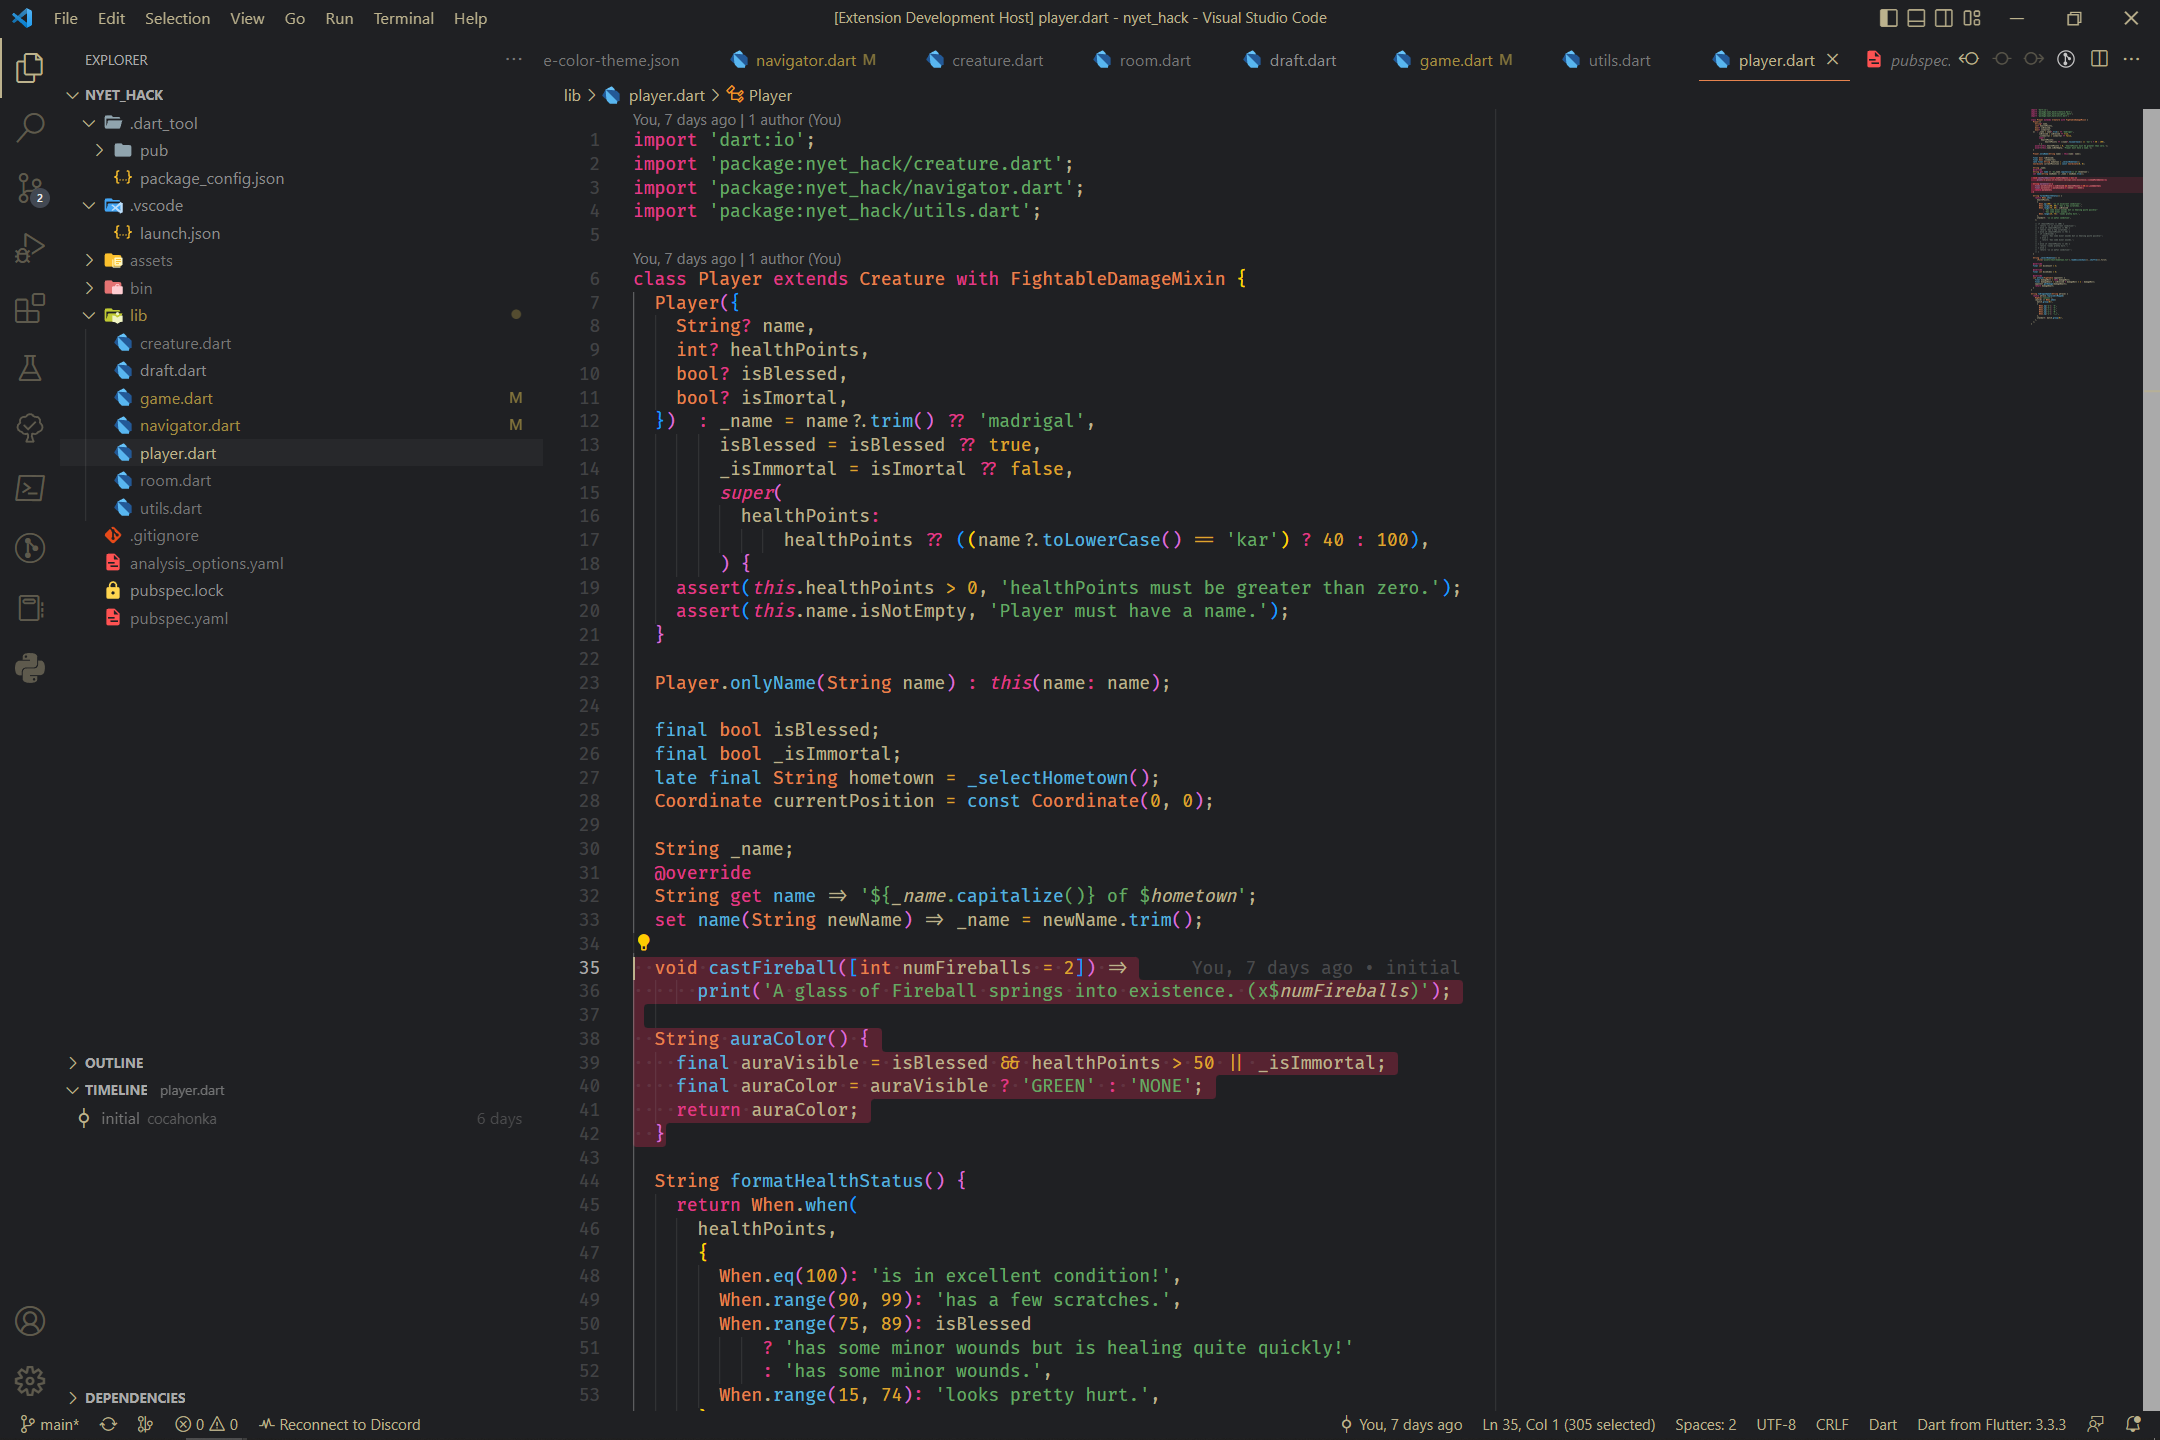 File Edit Selection View Go Run Terminal Help
[Extension Development Host] player.dart - nyet_hack - Visual Studio Code
EXPLORER
e-color-theme.json navigator.dart M creature.dart room.dart draft.dart game.dart M utils.dart player.dart pubspec.
NYET_HACK
.dart_tool
pub
package_config.json
.vscode
launch.json
assets
bin
lib
creature.dart
draft.dart
game.dart M
navigator.dart M
player.dart
room.dart
utils.dart
.gitignore
analysis_options.yaml
pubspec.lock
pubspec.yaml
2
OUTLINE
TIMELINE player.dart
initial cocahonka 6 days
DEPENDENCIES
lib > player.dart > Player
You, 7 days ago | 1 author (You)
1 import 'dart:io';
2 import 'package:nyet_hack/creature.dart';
3 import 'package:nyet_hack/navigator.dart';
4 import 'package:nyet_hack/utils.dart';
5
You, 7 days ago | 1 author (You)
6 class Player extends Creature with FightableDamageMixin {
7 Player({
8 String? name,
9 int? healthPoints,
10 bool? isBlessed,
11 bool? isImortal,
12 }) : _name = name?.trim() ?? 'madrigal',
13 isBlessed = isBlessed ?? true,
14 _isImmortal = isImortal ?? false,
15 super(
16 healthPoints:
17 healthPoints ?? ((name?.toLowerCase() == 'kar') ? 40 : 100),
18 ) {
19 assert(this.healthPoints > 0, 'healthPoints must be greater than zero.');
20 assert(this.name.isNotEmpty, 'Player must have a name.');
21 }
22
23 Player.onlyName(String name) : this(name: name);
24
25 final bool isBlessed;
26 final bool _isImmortal;
27 late final String hometown = _selectHometown();
28 Coordinate currentPosition = const Coordinate(0, 0);
29
30 String _name;
31 @override
32 String get name => '${_name.capitalize()} of $hometown';
33 set name(String newName) => _name = newName.trim();
34
35 void castFireball([int numFireballs = 2]) => You, 7 days ago • initial
36 print('A glass of Fireball springs into existence. (x$numFireballs)');
37
38 String auraColor() {
39 final auraVisible = isBlessed && healthPoints > 50 || _isImmortal;
40 final auraColor = auraVisible ? 'GREEN' : 'NONE';
41 return auraColor;
42 }
43
44 String formatHealthStatus() {
45 return When.when(
46 healthPoints,
47 {
48 When.eq(100): 'is in excellent condition!',
49 When.range(90, 99): 'has a few scratches.',
50 When.range(75, 89): isBlessed
51 ? 'has some minor wounds but is healing quite quickly!'
52 : 'has some minor wounds.',
53 When.range(15, 74): 'looks pretty hurt.',
main* 0 0 Reconnect to Discord
You, 7 days ago Ln 35, Col 1 (305 selected) Spaces: 2 UTF-8 CRLF Dart Dart from Flutter: 3.3.3